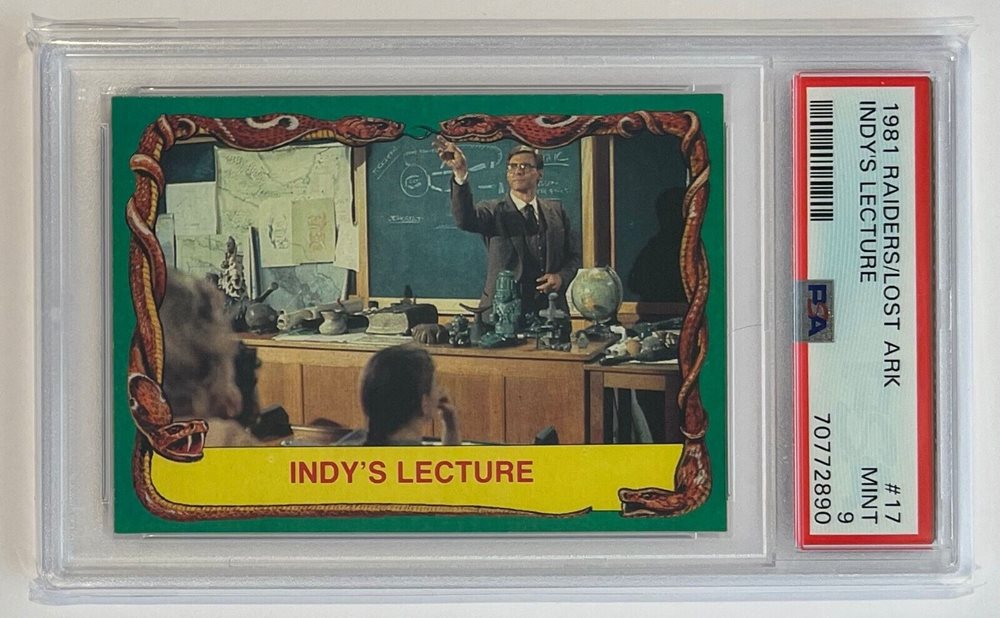 INDY'S LECTURE
1981 RAIDERS/LOST ARK #17
INDY'S LECTURE MINT
9
PSA 70772890